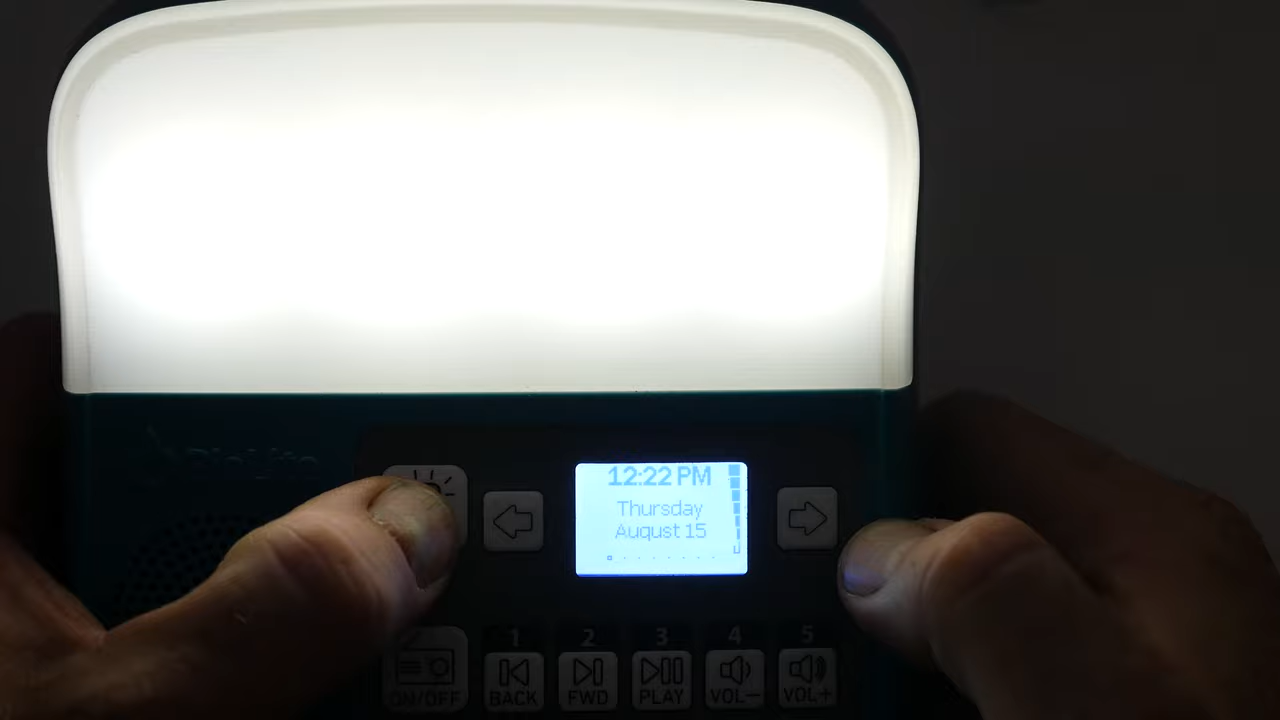 12:22 PM
Thursday
August 15
1 2 3 4 5
ON/OFF BACK FWD PLAY VOL– VOL+